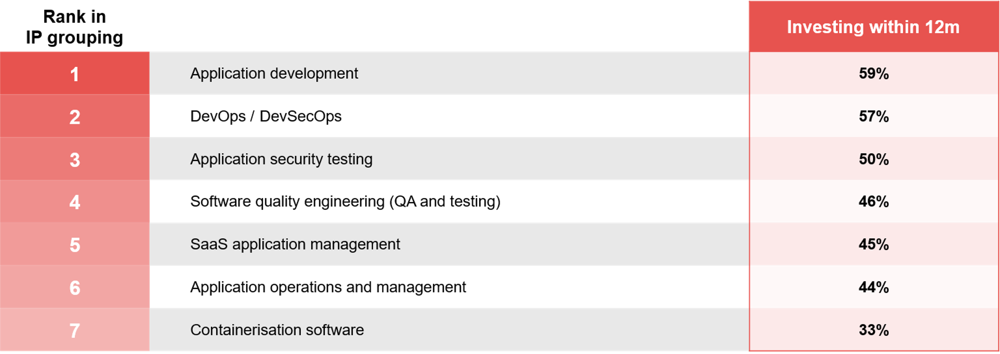 Rank in
IP grouping
Investing within 12m
1 Application development 59%
2 DevOps / DevSecOps 57%
3 Application security testing 50%
4 Software quality engineering (QA and testing) 46%
5 SaaS application management 45%
6 Application operations and management 44%
7 Containerisation software 33%